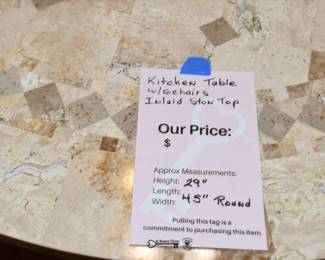 Kitchen Table
w/6chairs
Inlaid Ston Top
Our Price:
$
Approx Measurements:
Height: 29"
Length:
Width: 45" Round
Pulling this tag is a
commitment to purchasing this item.